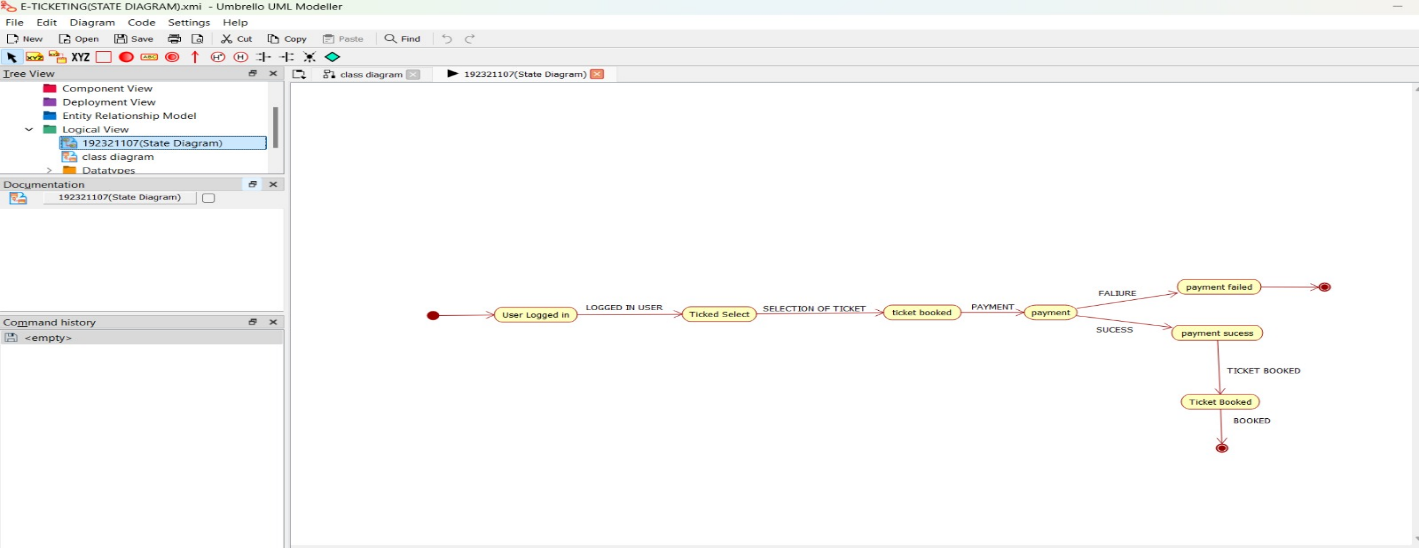 E-TICKETING(STATE DIAGRAM).xmi - Umbrello UML Modeller
File Edit Diagram Code Settings Help
New Open Save Cut Copy Paste Find
XYZ XYZ ABC H* H
Tree View
class diagram
192321107(State Diagram)
Component View
Deployment View
Entity Relationship Model
Logical View
192321107(State Diagram)
class diagram
Datatypes
Documentation
192321107(State Diagram)
Command history
<empty>
User Logged in
LOGGED IN USER
Ticked Select
SELECTION OF TICKET
ticket booked
PAYMENT
payment
FALIURE
payment failed
SUCESS
payment sucess
TICKET BOOKED
Ticket Booked
BOOKED